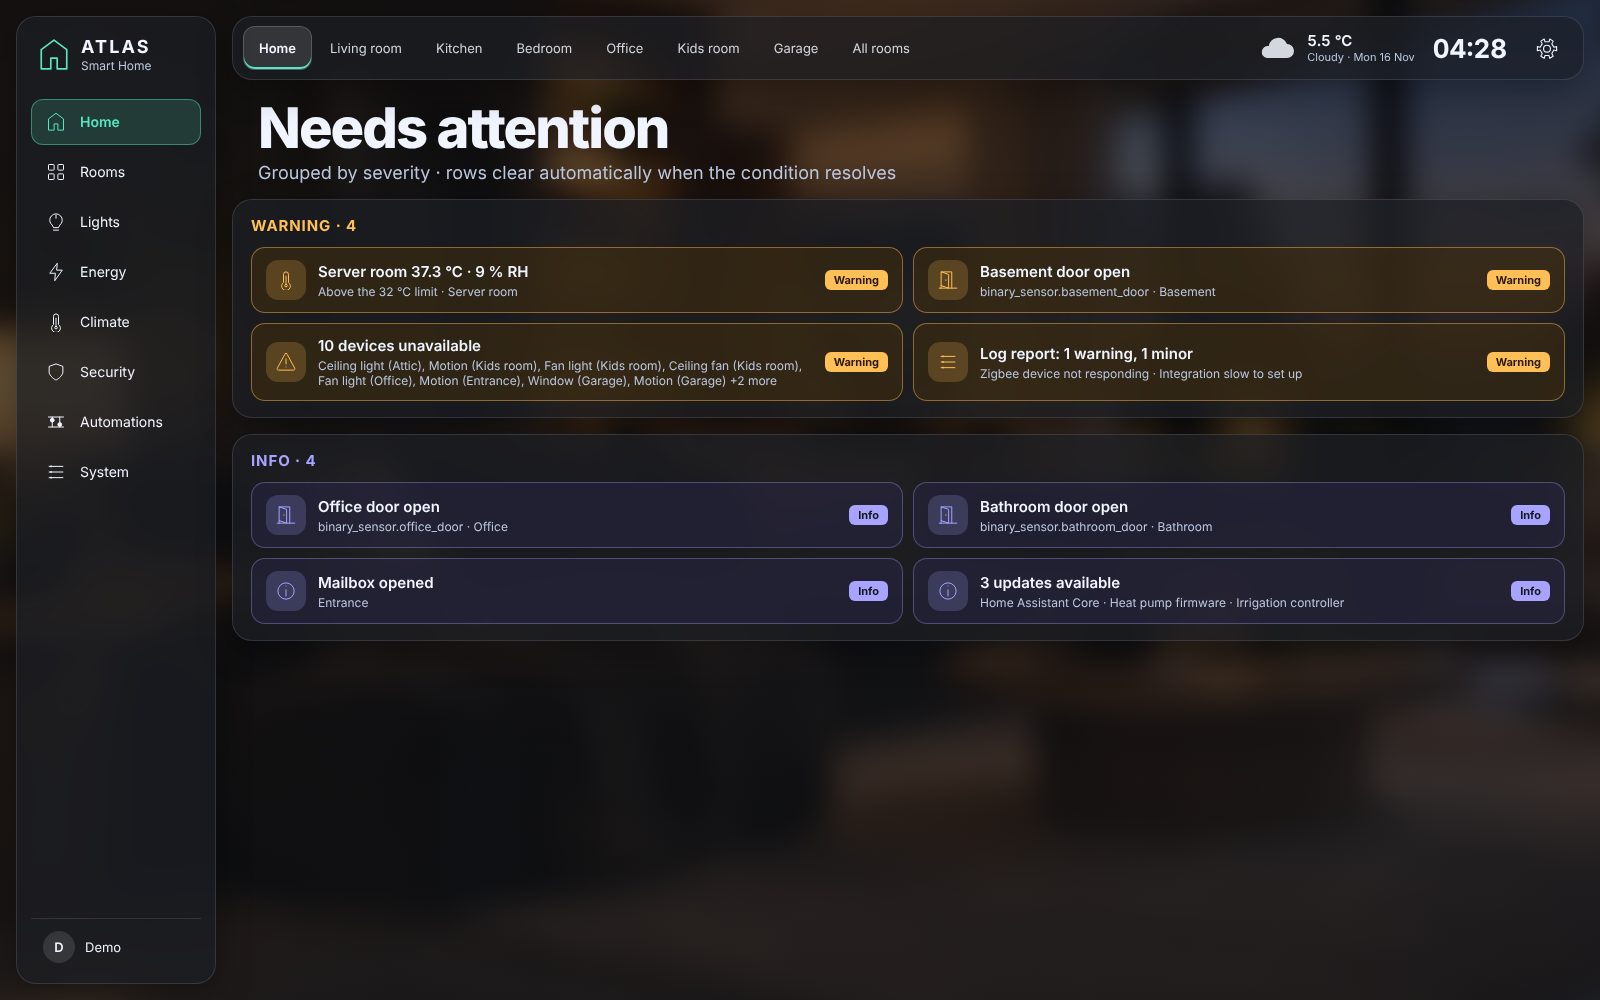 ATLAS
Smart Home
Home
Rooms
Lights
Energy
Climate
Security
Automations
System
D
Demo
Home
Living room
Kitchen
Bedroom
Office
Kids room
Garage
All rooms
5.5 °C
Cloudy · Mon 16 Nov
04:28
Needs attention
Grouped by severity · rows clear automatically when the condition resolves
WARNING · 4
Server room 37.3 °C · 9 % RH
Above the 32 °C limit · Server room
Warning
Basement door open
binary_sensor.basement_door · Basement
Warning
10 devices unavailable
Ceiling light (Attic), Motion (Kids room), Fan light (Kids room), Ceiling fan (Kids room),
Fan light (Office), Motion (Entrance), Window (Garage), Motion (Garage) +2 more
Warning
Log report: 1 warning, 1 minor
Zigbee device not responding · Integration slow to set up
Warning
INFO · 4
Office door open
binary_sensor.office_door · Office
Info
Bathroom door open
binary_sensor.bathroom_door · Bathroom
Info
Mailbox opened
Entrance
Info
3 updates available
Home Assistant Core · Heat pump firmware · Irrigation controller
Info